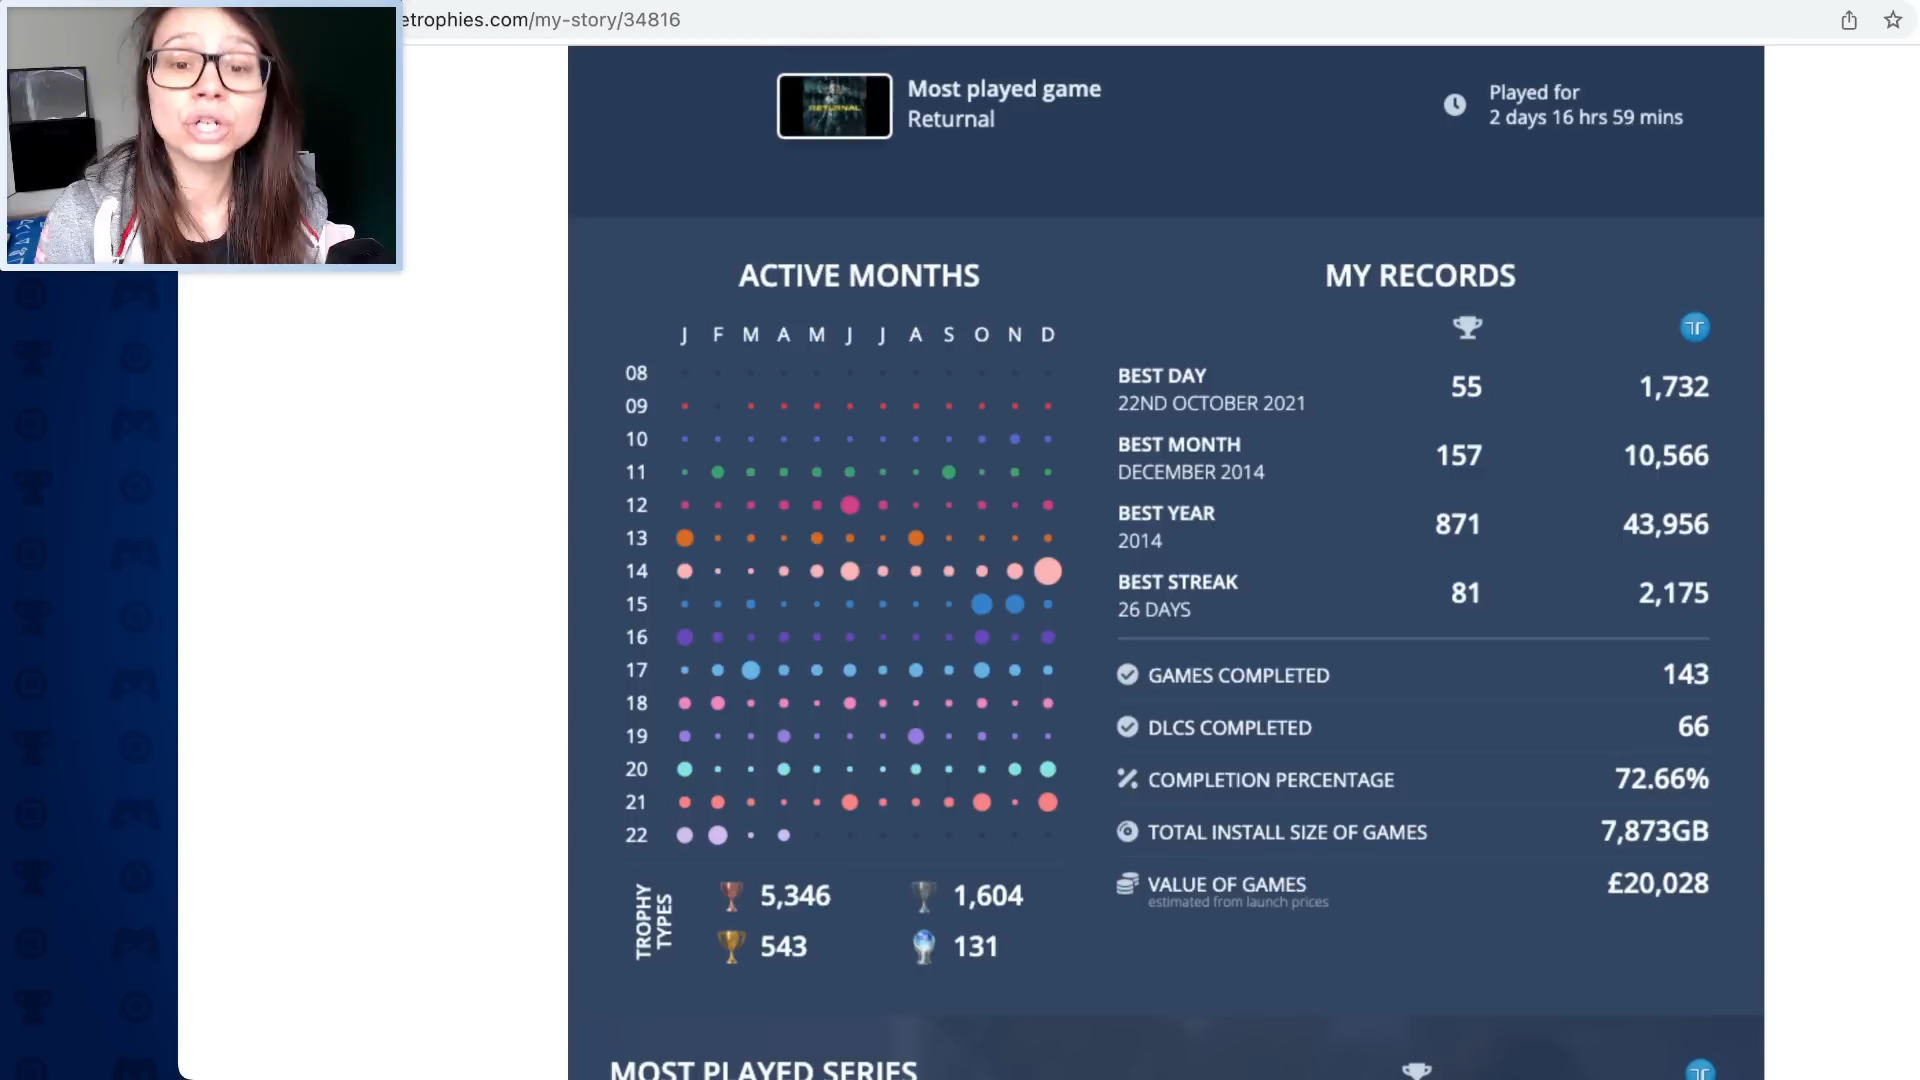 etrophies.com/my-story/34816
RETURNAL
Most played game
Returnal
Played for
2 days 16 hrs 59 mins
ACTIVE MONTHS
J F M A M J J A S O N D
08
09
10
11
12
13
14
15
16
17
18
19
20
21
22
TROPHY
TYPES
5,346 1,604
543 131
MY RECORDS
BEST DAY
22ND OCTOBER 2021
55 1,732
BEST MONTH
DECEMBER 2014
157 10,566
BEST YEAR
2014
871 43,956
BEST STREAK
26 DAYS
81 2,175
GAMES COMPLETED 143
DLCS COMPLETED 66
COMPLETION PERCENTAGE 72.66%
TOTAL INSTALL SIZE OF GAMES 7,873GB
VALUE OF GAMES £20,028
estimated from launch prices
MOST PLAYED SERIES